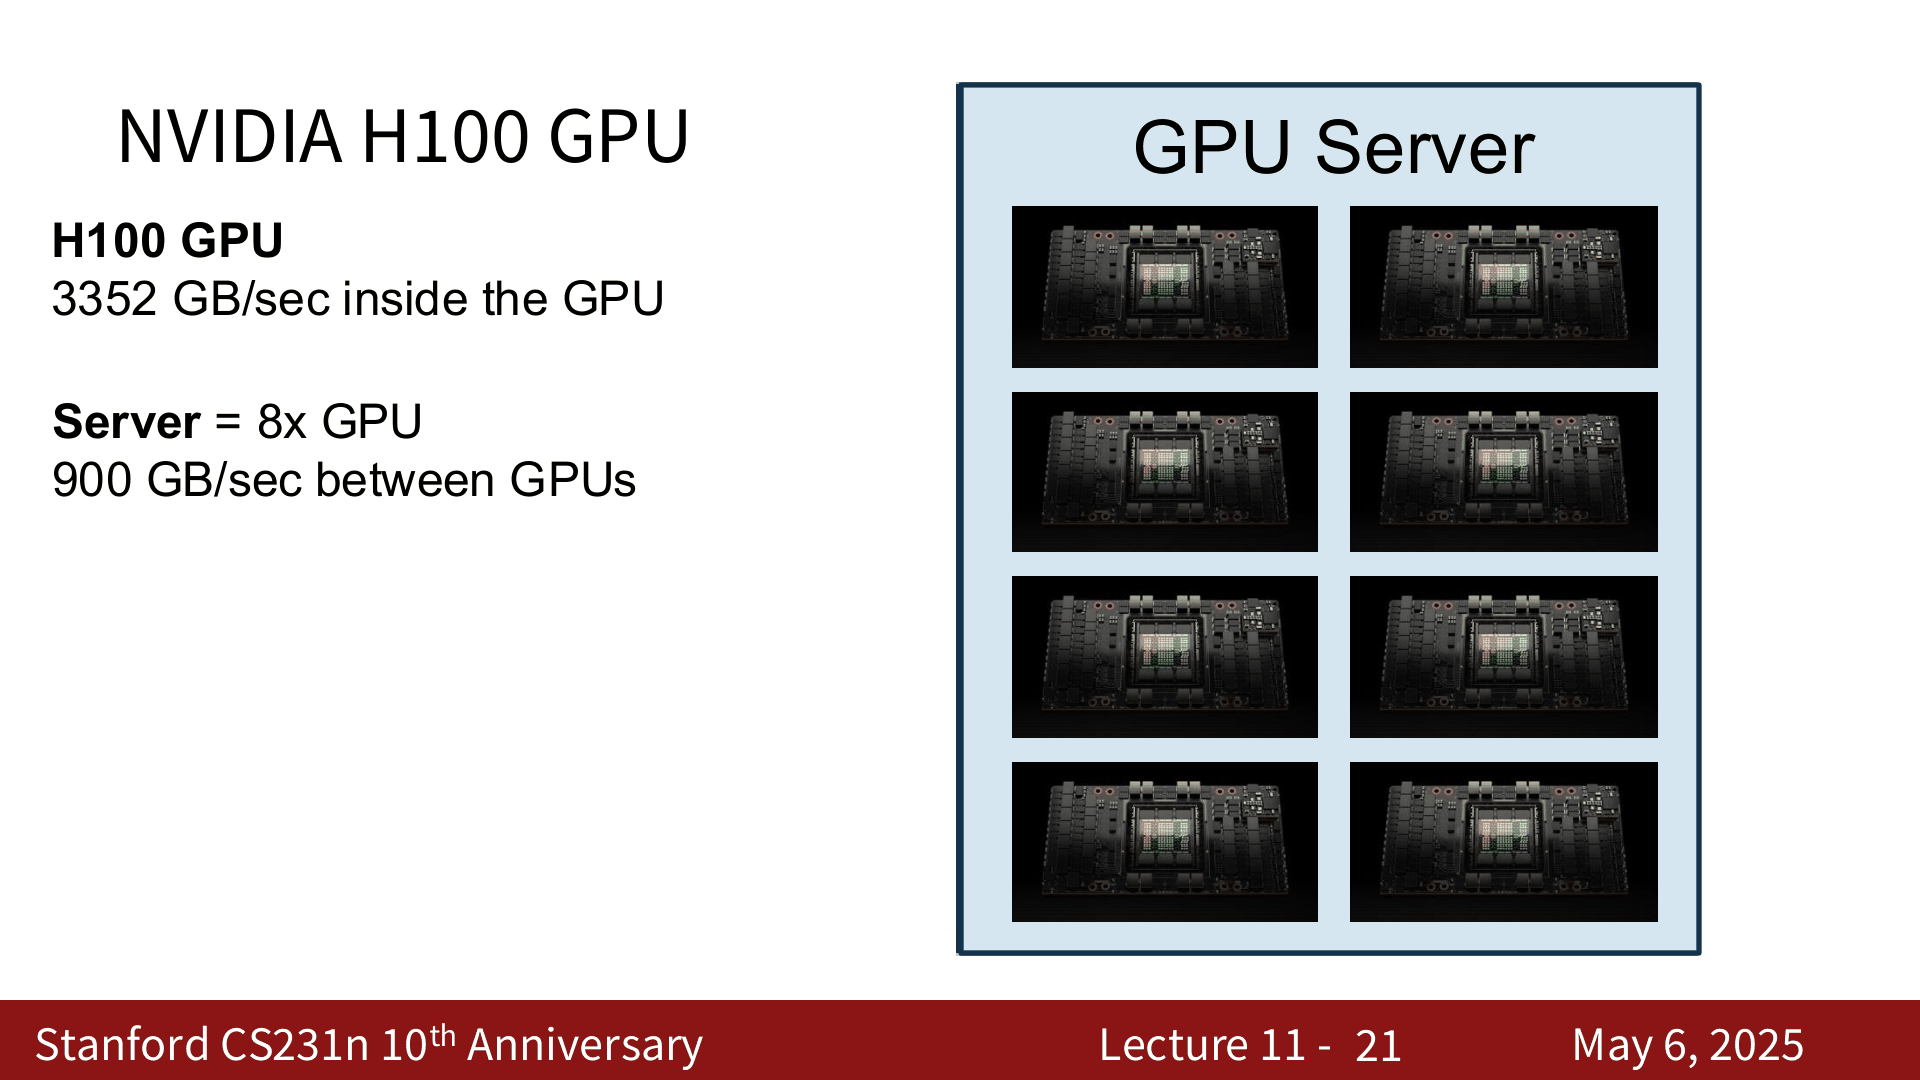 NVIDIA H100 GPU
H100 GPU
3352 GB/sec inside the GPU
Server = 8x GPU
900 GB/sec between GPUs
GPU Server
Stanford CS231n 10th Anniversary
Lecture 11 - 21
May 6, 2025